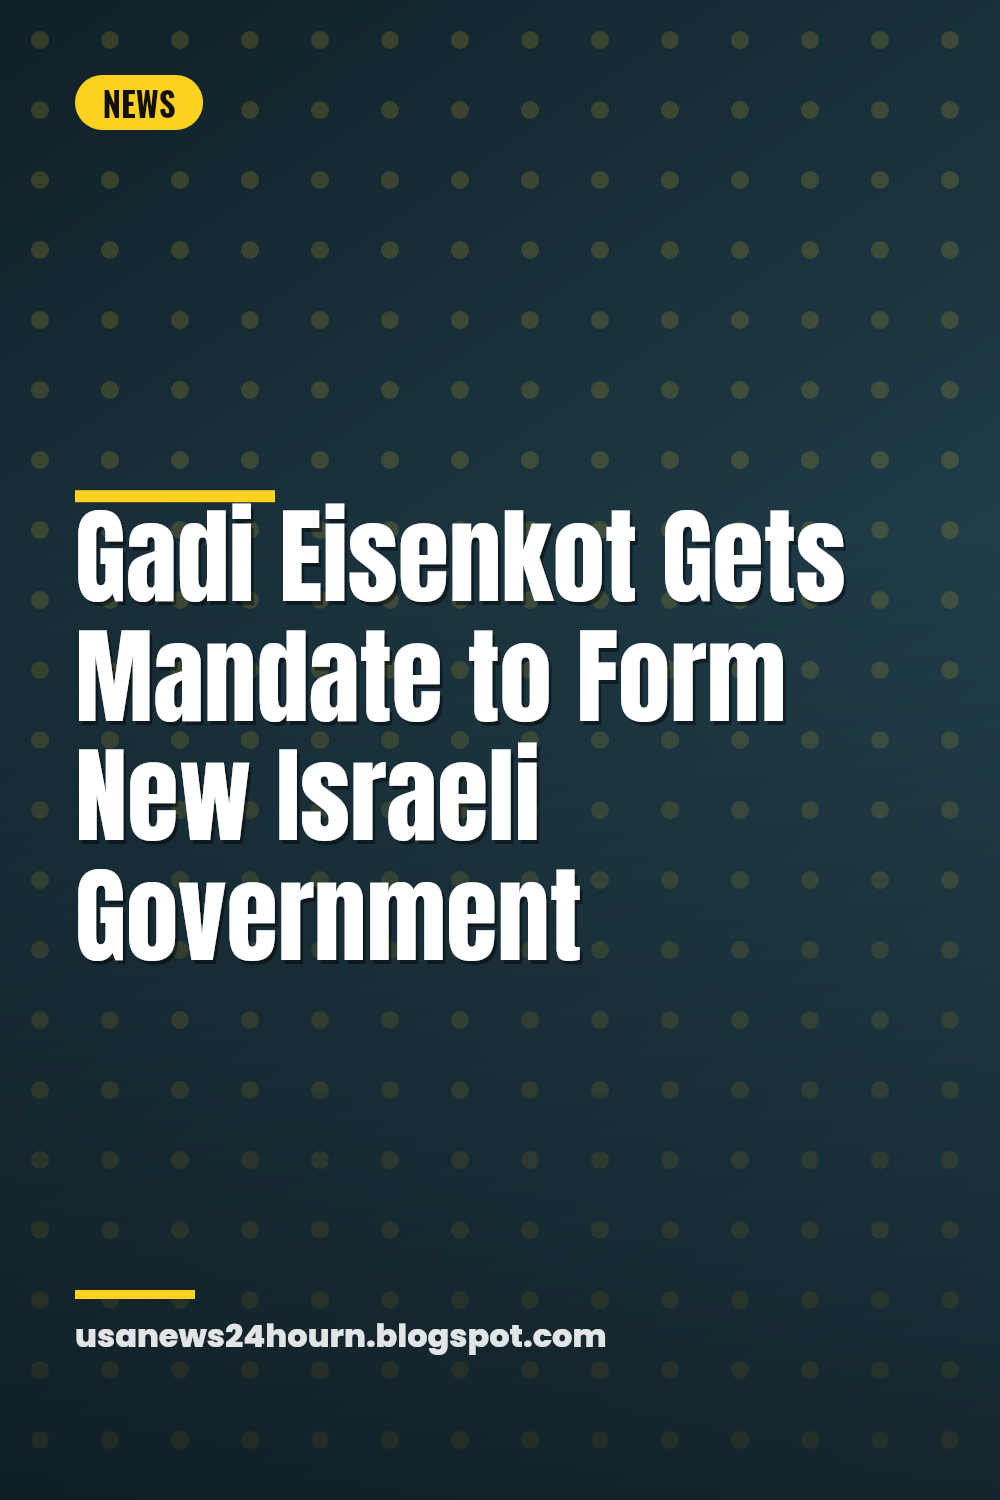 NEWS
Gadi Eisenkot Gets
Mandate to Form
New Israeli
Government
usanews24hourn.blogspot.com